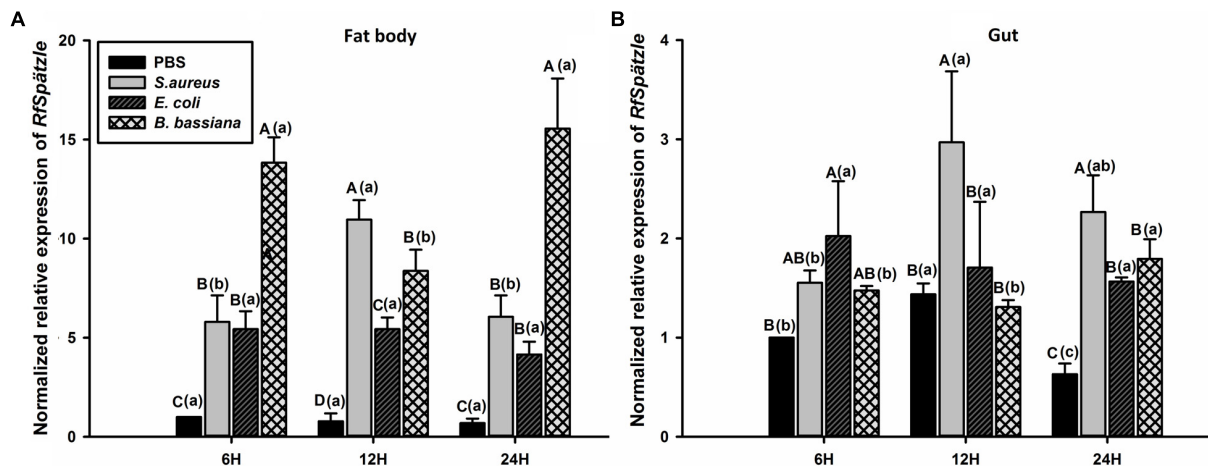 A
Fat body
Normalized relative expression of RfSpätzle
20
15
10
5
0
PBS
S.aureus
E. coli
B. bassiana
C(a)
B(b)
B(a)
A(a)
A
D(a)
A(a)
C(a)
B(b)
C(a)
B(b)
B(a)
A(a)
6H
12H
24H
B
Gut
Normalized relative expression of RfSpätzle
4
3
2
1
0
B(b)
AB(b)
A(a)
AB(b)
B(a)
A(a)
B(a)
B(b)
C(c)
A(ab)
B(a)
B(a)
6H
12H
24H